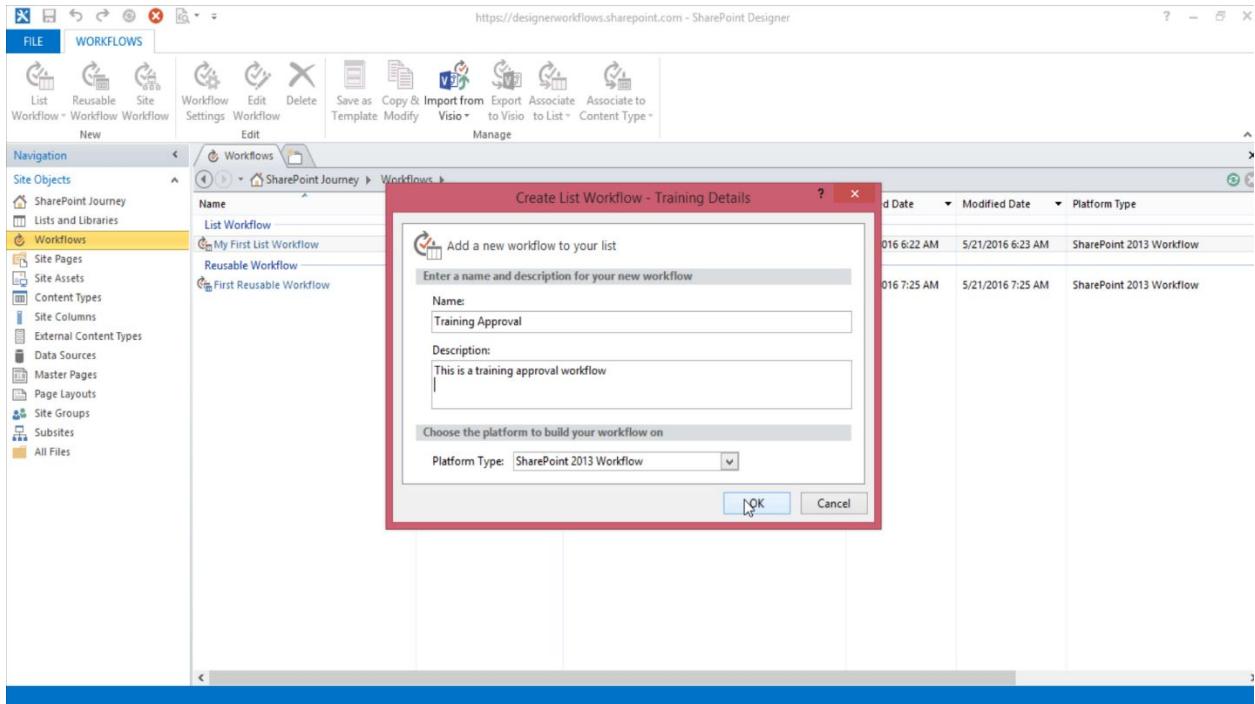 https://designerworkflows.sharepoint.com - SharePoint Designer
FILE
WORKFLOWS
List Workflow
Reusable Workflow
Site Workflow
New
Workflow Settings
Edit Workflow
Delete
Edit
Save as Template
Copy & Modify
Import from Visio
Export to Visio
Associate to List
Associate to Content Type
Manage
Navigation
Site Objects
SharePoint Journey
Lists and Libraries
Workflows
Site Pages
Site Assets
Content Types
Site Columns
External Content Types
Data Sources
Master Pages
Page Layouts
Site Groups
Subsites
All Files
Workflows
SharePoint Journey Workflows
Name
d Date
Modified Date
Platform Type
List Workflow
My First List Workflow
016 6:22 AM
5/21/2016 6:23 AM
SharePoint 2013 Workflow
Reusable Workflow
First Reusable Workflow
016 7:25 AM
5/21/2016 7:25 AM
SharePoint 2013 Workflow
Create List Workflow - Training Details
Add a new workflow to your list
Enter a name and description for your new workflow
Name:
Training Approval
Description:
This is a training approval workflow
Choose the platform to build your workflow on
Platform Type: SharePoint 2013 Workflow
OK
Cancel